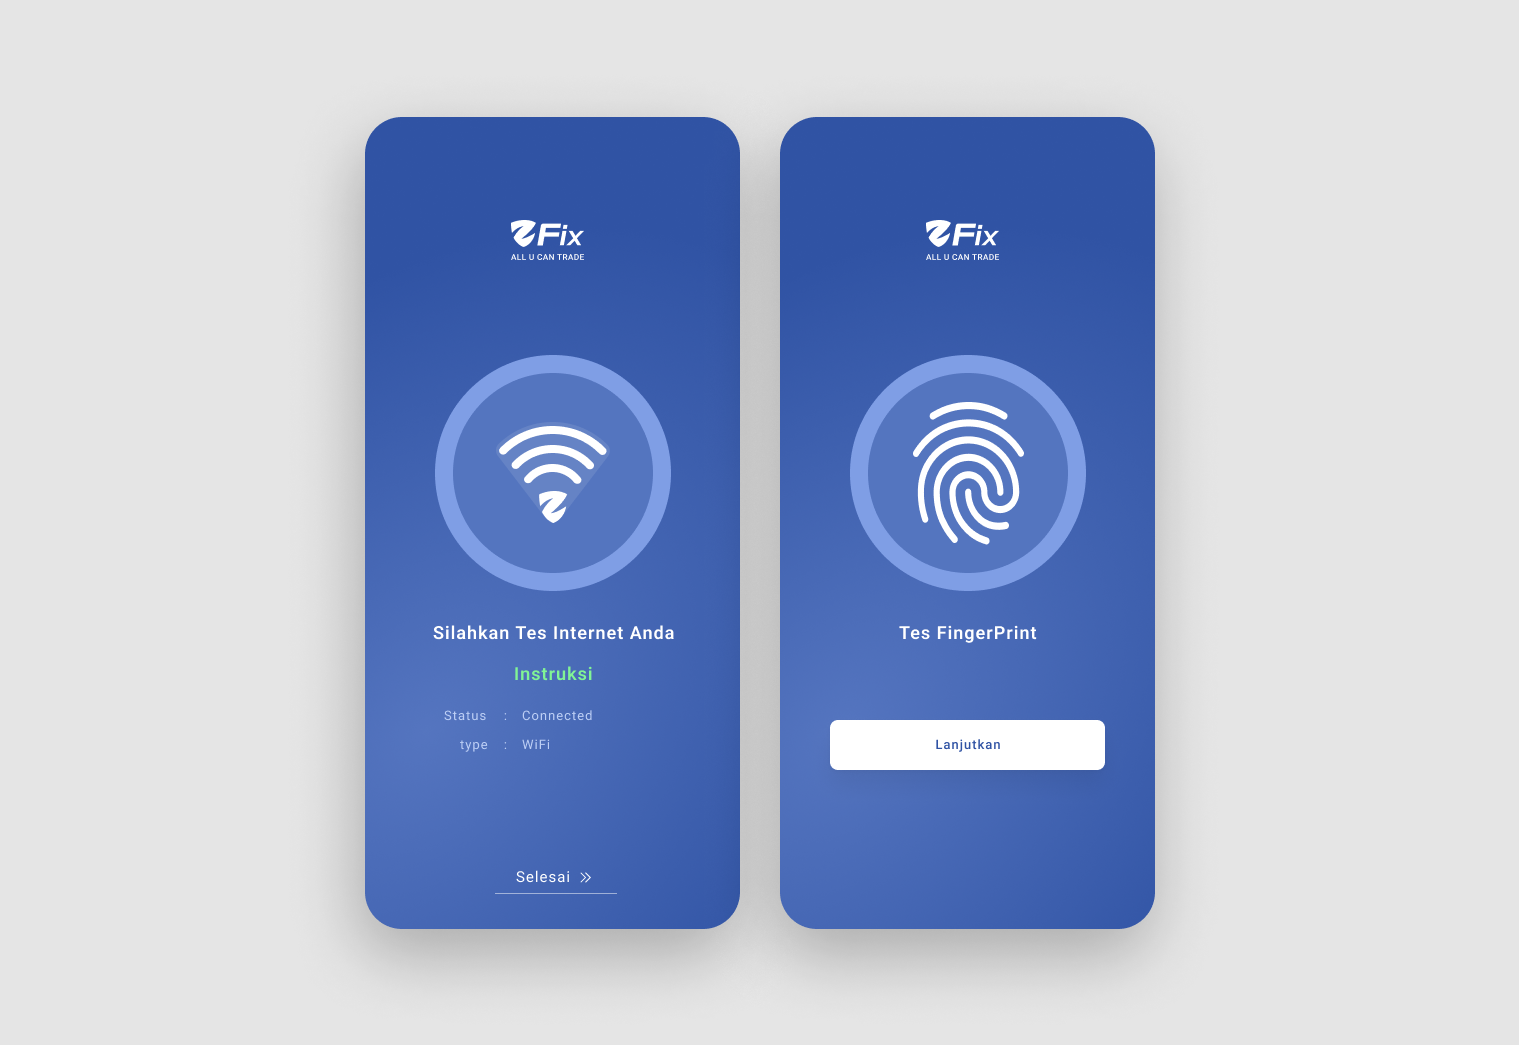 Fix
ALL U CAN TRADE
Silahkan Tes Internet Anda
Instruksi
Status : Connected
type : WiFi
Selesai
Fix
ALL U CAN TRADE
Tes FingerPrint
Lanjutkan